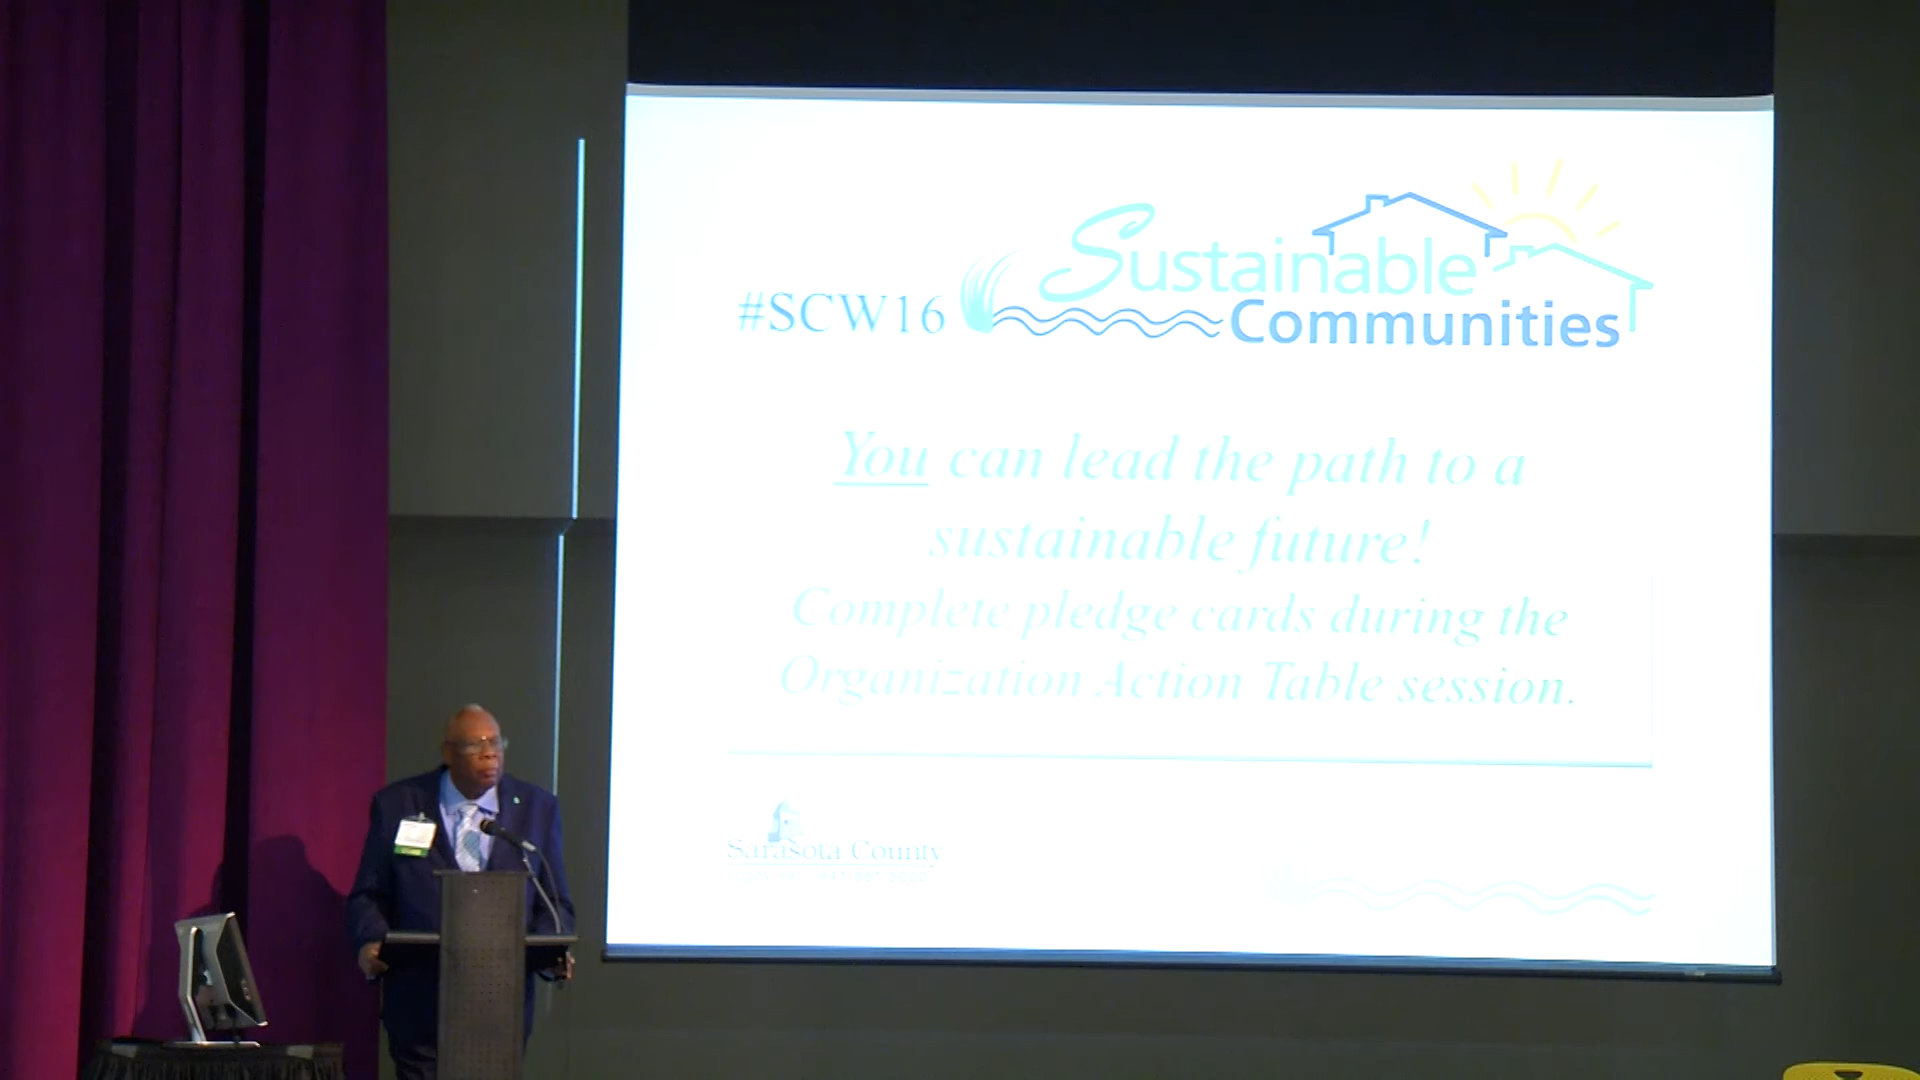 Sustainable
#SCW16
Communities
You can lead the path to a
sustainable future!
Complete pledge cards during the
Organization Action Table session.
Sarasota County